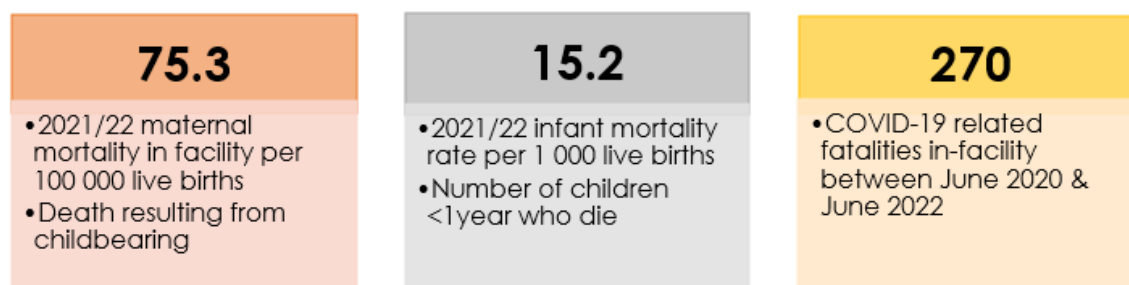 75.3
•2021/22 maternal
mortality in facility per
100 000 live births
•Death resulting from
childbearing
15.2
•2021/22 infant mortality
rate per 1 000 live births
•Number of children
<1year who die
270
•COVID-19 related
fatalities in-facility
between June 2020 &
June 2022